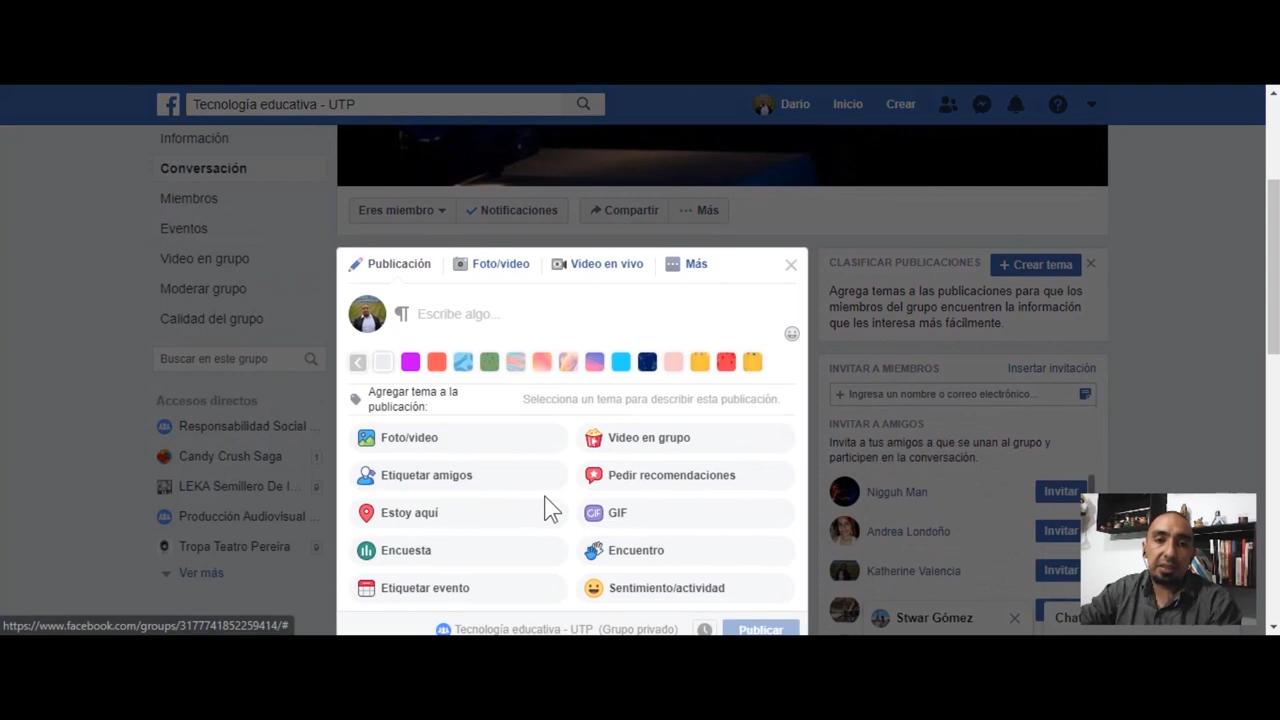 Tecnología educativa - UTP
Dario
Inicio
Crear
Información
Conversación
Miembros
Eventos
Video en grupo
Moderar grupo
Calidad del grupo
Buscar en este grupo
Accesos directos
Responsabilidad Social ...
Candy Crush Saga
1
LEKA Semillero De I...
9
Producción Audiovisual ...
Tropa Teatro Pereira
9
Ver más
https://www.facebook.com/groups/3177741852259414/#
Eres miembro
Notificaciones
Compartir
Más
Publicación
Foto/video
Video en vivo
Más
Escribe algo...
Agregar tema a la
publicación:
Selecciona un tema para describir esta publicación.
Foto/video
Video en grupo
Etiquetar amigos
Pedir recomendaciones
Estoy aquí
GIF
GIF
Encuesta
Encuentro
Etiquetar evento
Sentimiento/actividad
Tecnología educativa - UTP (Grupo privado)
Publicar
CLASIFICAR PUBLICACIONES
+ Crear tema
Agrega temas a las publicaciones para que los
miembros del grupo encuentren la información
que les interesa más fácilmente.
INVITAR A MIEMBROS
Insertar invitación
+ Ingresa un nombre o correo electrónico...
INVITAR A AMIGOS
Invita a tus amigos a que se unan al grupo y
participen en la conversación.
Nigguh Man
Invitar
Andrea Londoño
Invitar
Katherine Valencia
Invitar
Stwar Gómez
Cha